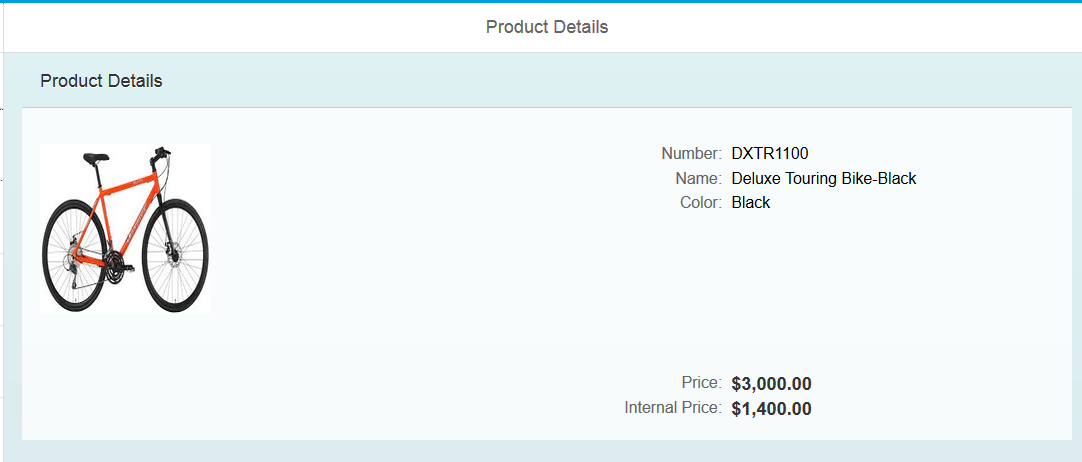 Product Details
Product Details
Number: DXTR1100
Name: Deluxe Touring Bike-Black
Color: Black
Price: $3,000.00
Internal Price: $1,400.00